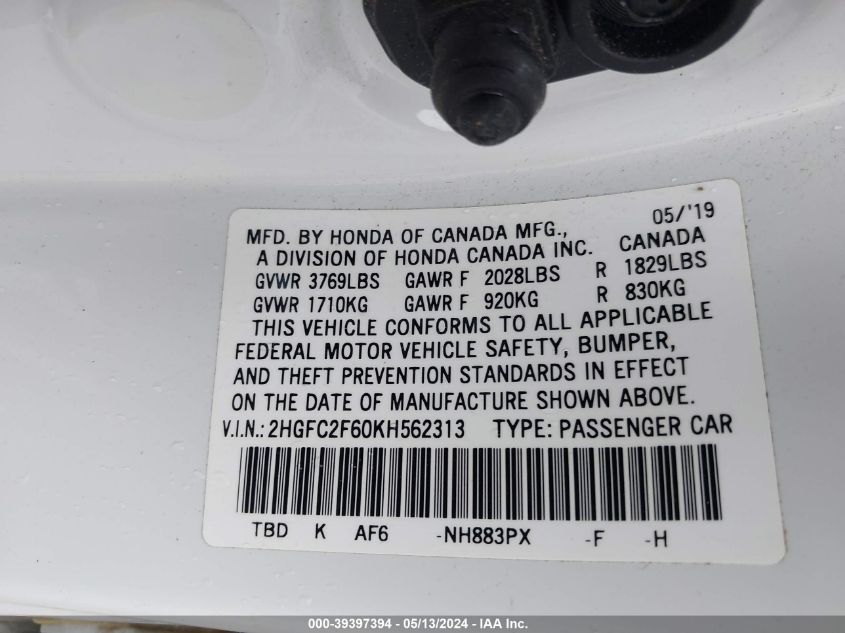 05/'19
MFD. BY HONDA OF CANADA MFG.,
A DIVISION OF HONDA CANADA INC. CANADA
GVWR 3769LBS GAWR F 2028LBS R 1829LBS
GVWR 1710KG GAWR F 920KG R 830KG
THIS VEHICLE CONFORMS TO ALL APPLICABLE
FEDERAL MOTOR VEHICLE SAFETY, BUMPER,
AND THEFT PREVENTION STANDARDS IN EFFECT
ON THE DATE OF MANUFACTURE SHOWN ABOVE.
V.I.N.: 2HGFC2F60KH562313 TYPE: PASSENGER CAR
TBD K AF6 -NH883PX -F -H
000-39397394 - 05/13/2024 - IAA Inc.